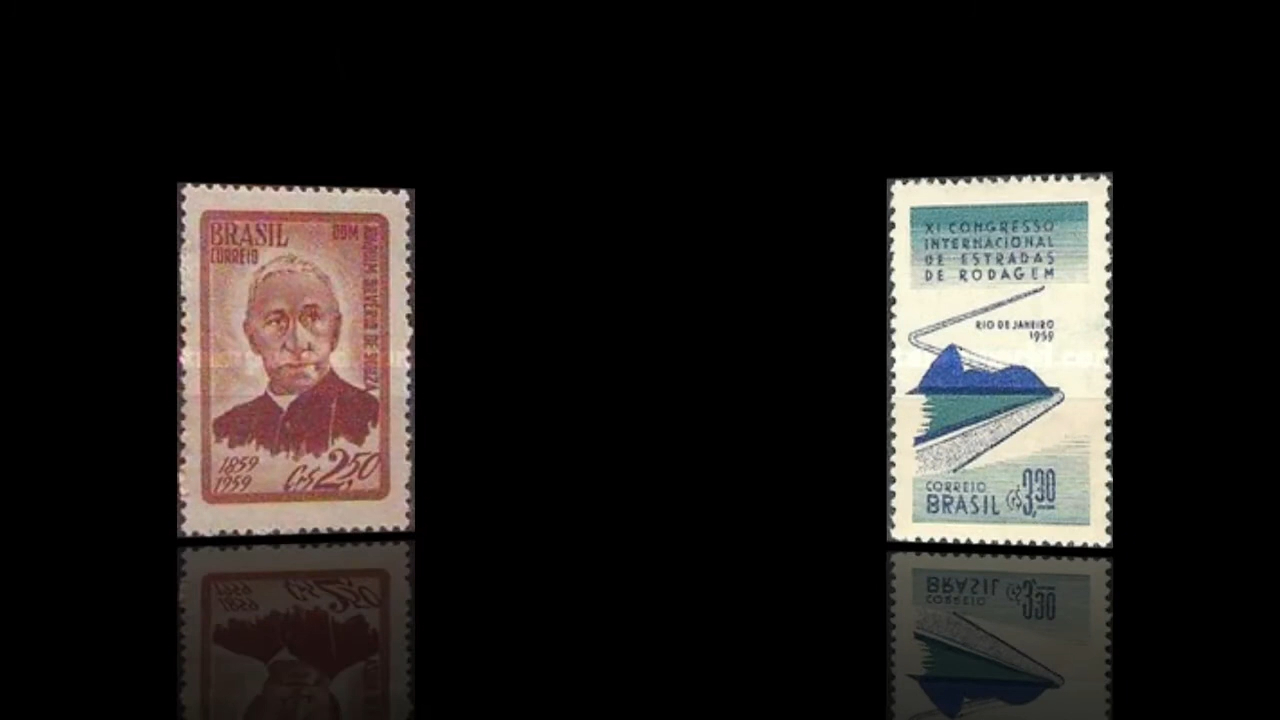 BRASIL
CORREIO
DOM
JOAQUIM SILVÉRIO DE SOUZA
1859
1959
Cr$ 2,50
XI CONGRESSO
INTERNACIONAL
DE ESTRADAS
DE RODAGEM
RIO DE JANEIRO
1959
CORREIO
BRASIL Cr$ 3,30